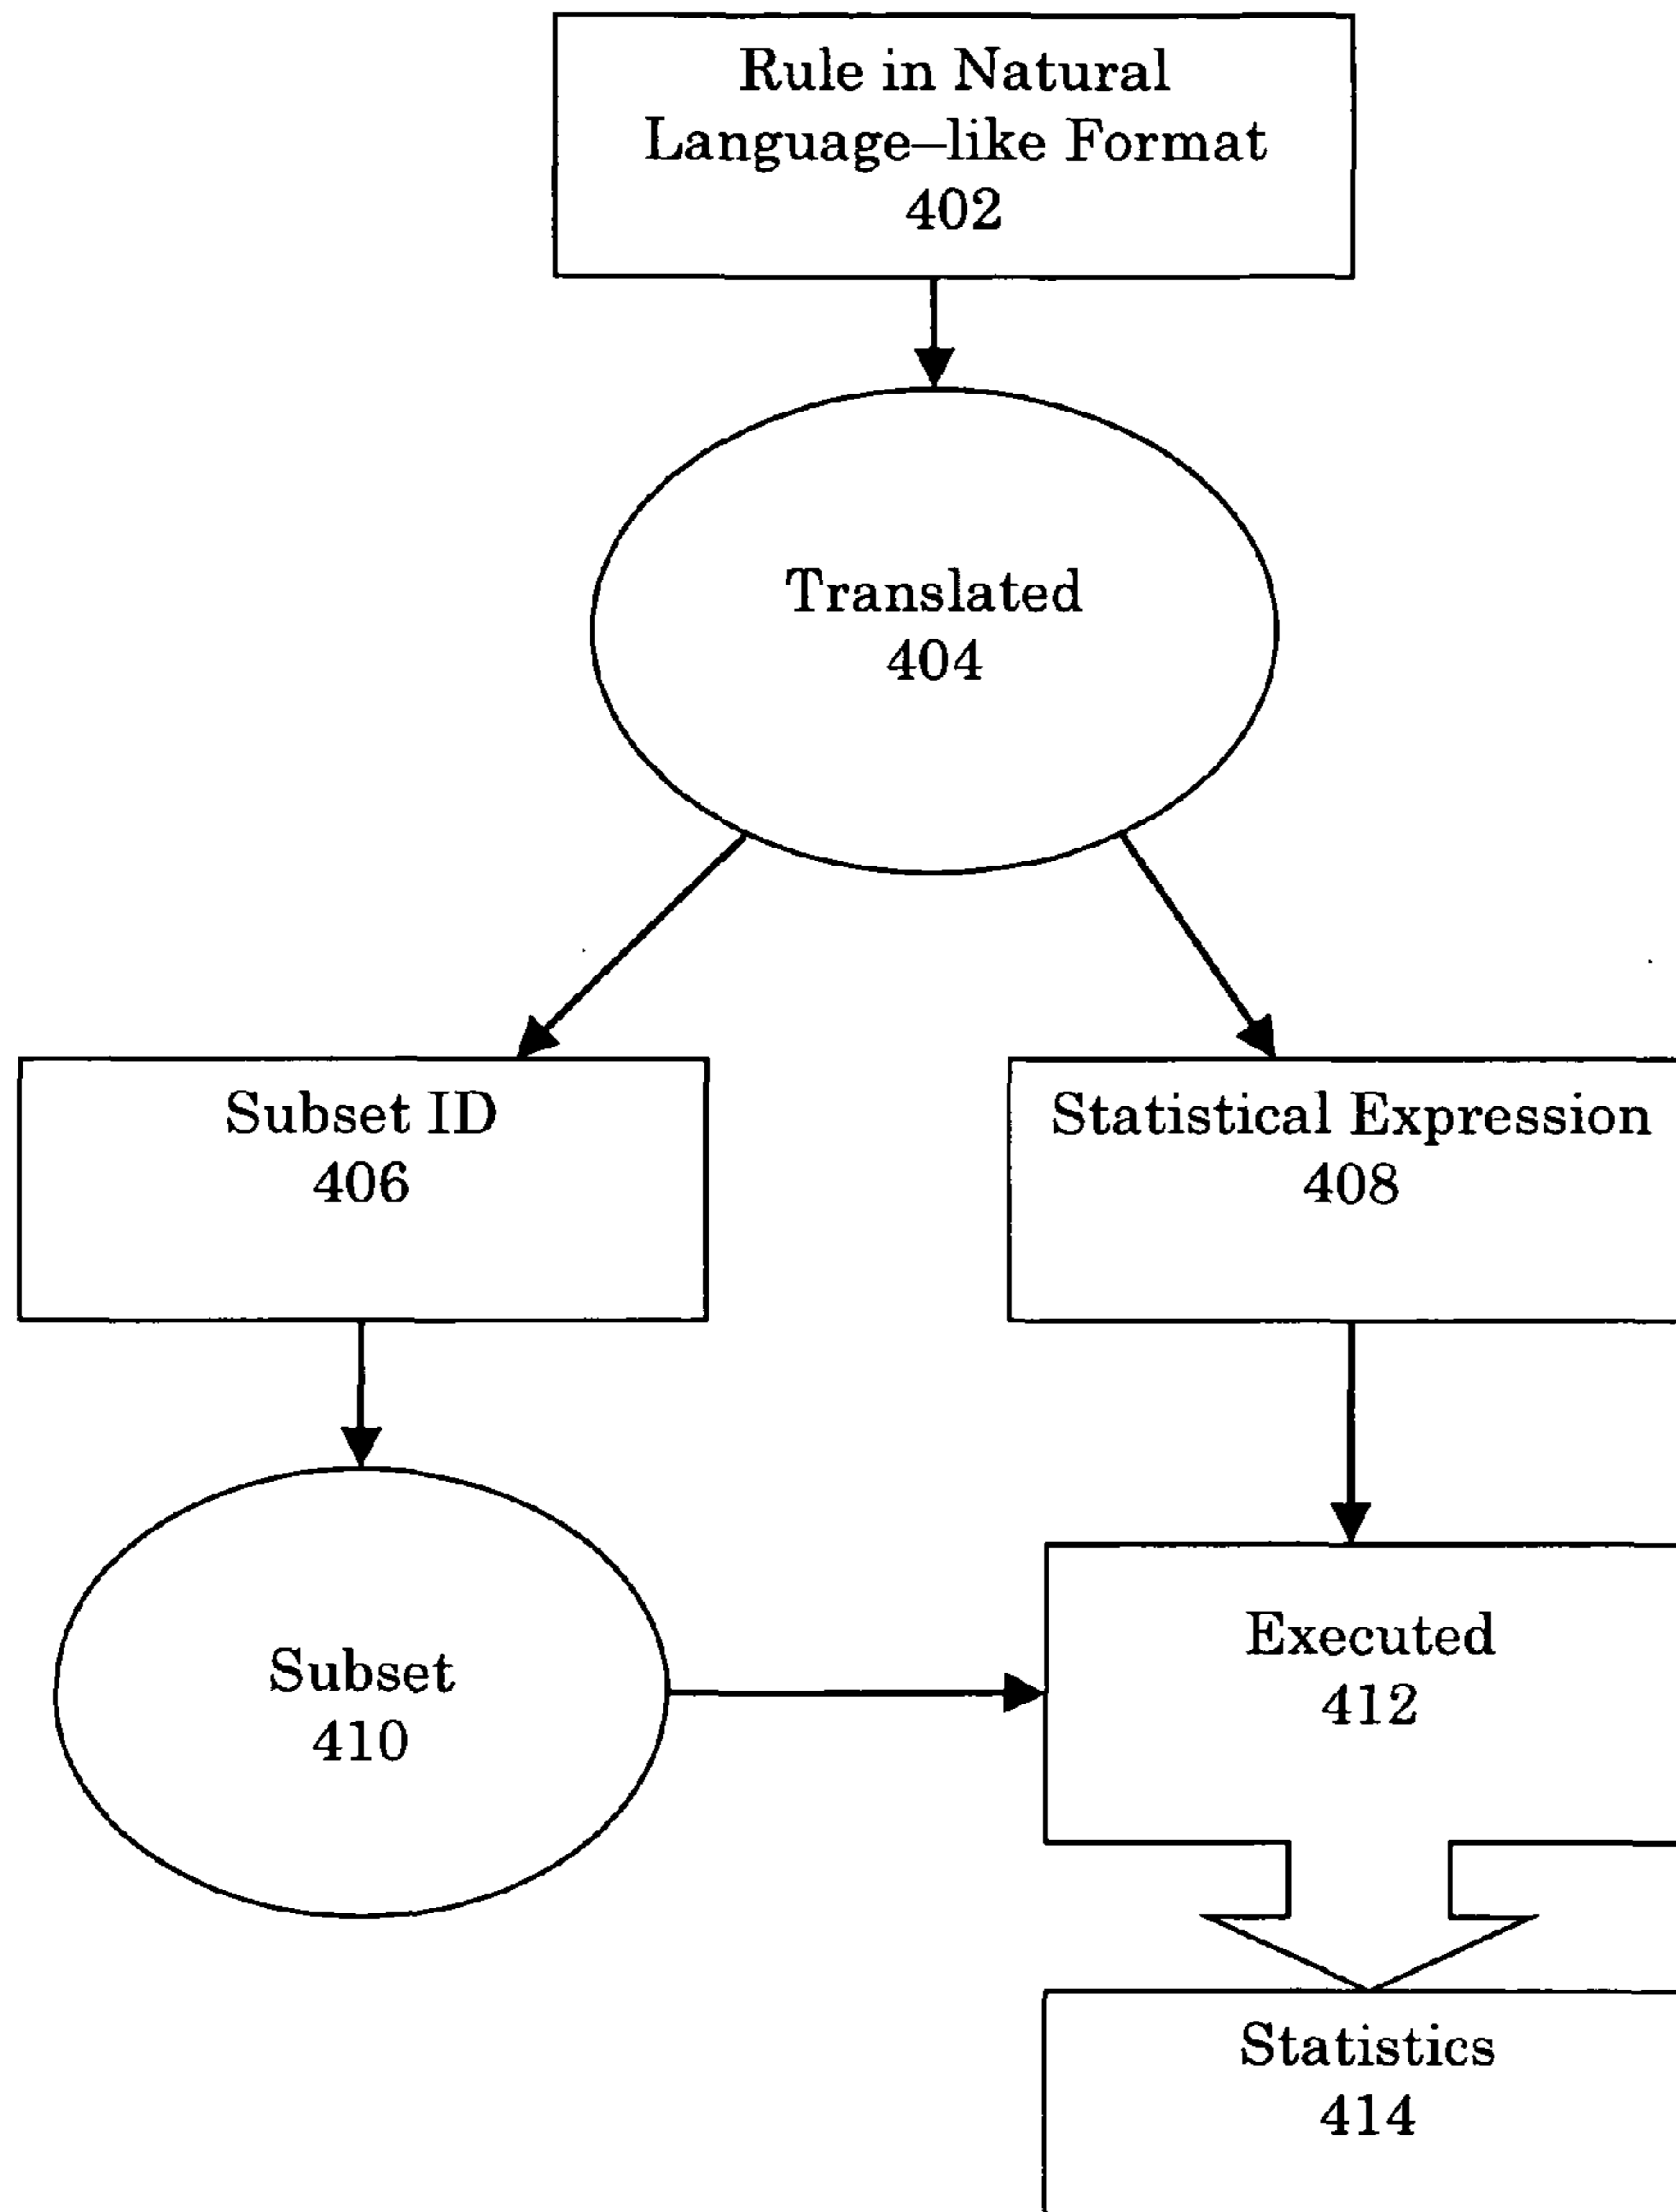 Rule in Natural
Language–like Format
402
Translated
404
Subset ID
406
Statistical Expression
408
Subset
410
Executed
412
Statistics
414